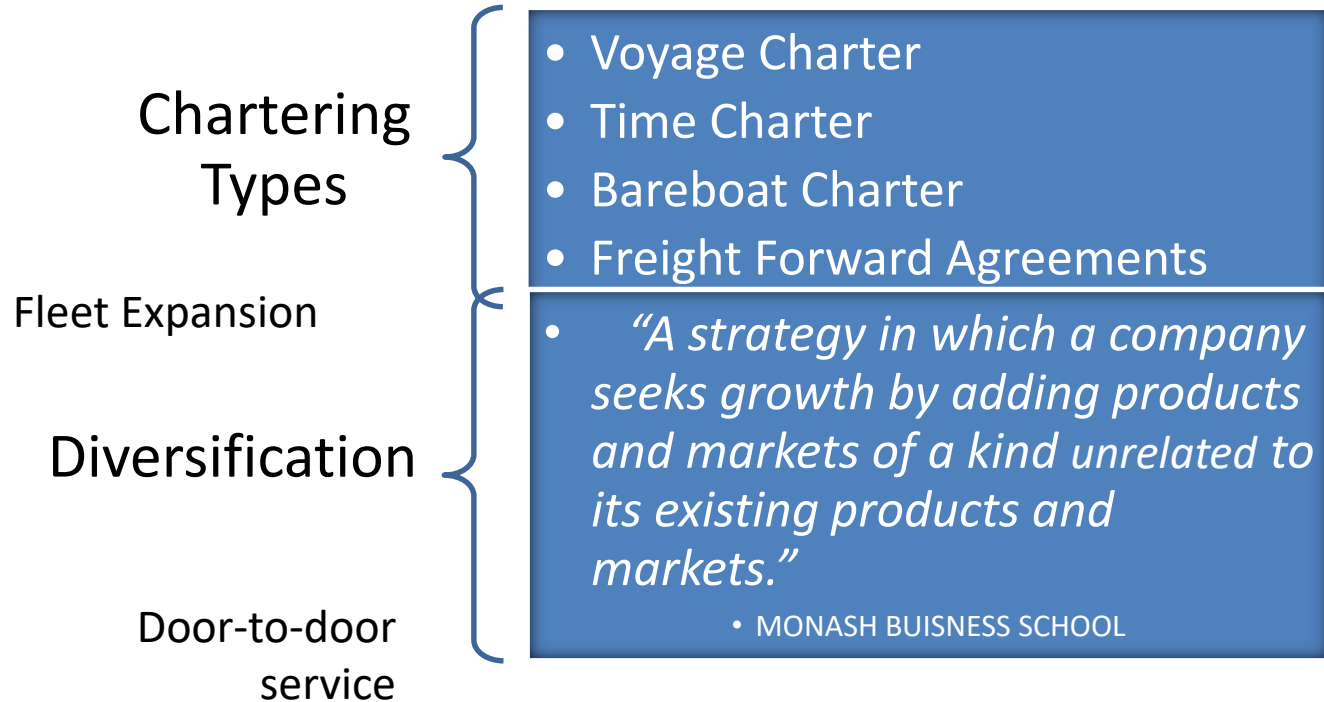 Chartering
Types
• Voyage Charter
• Time Charter
• Bareboat Charter
• Freight Forward Agreements
Fleet Expansion
Diversification
• “A strategy in which a company
seeks growth by adding products
and markets of a kind unrelated to
its existing products and
markets.”
• MONASH BUISNESS SCHOOL
Door-to-door
service